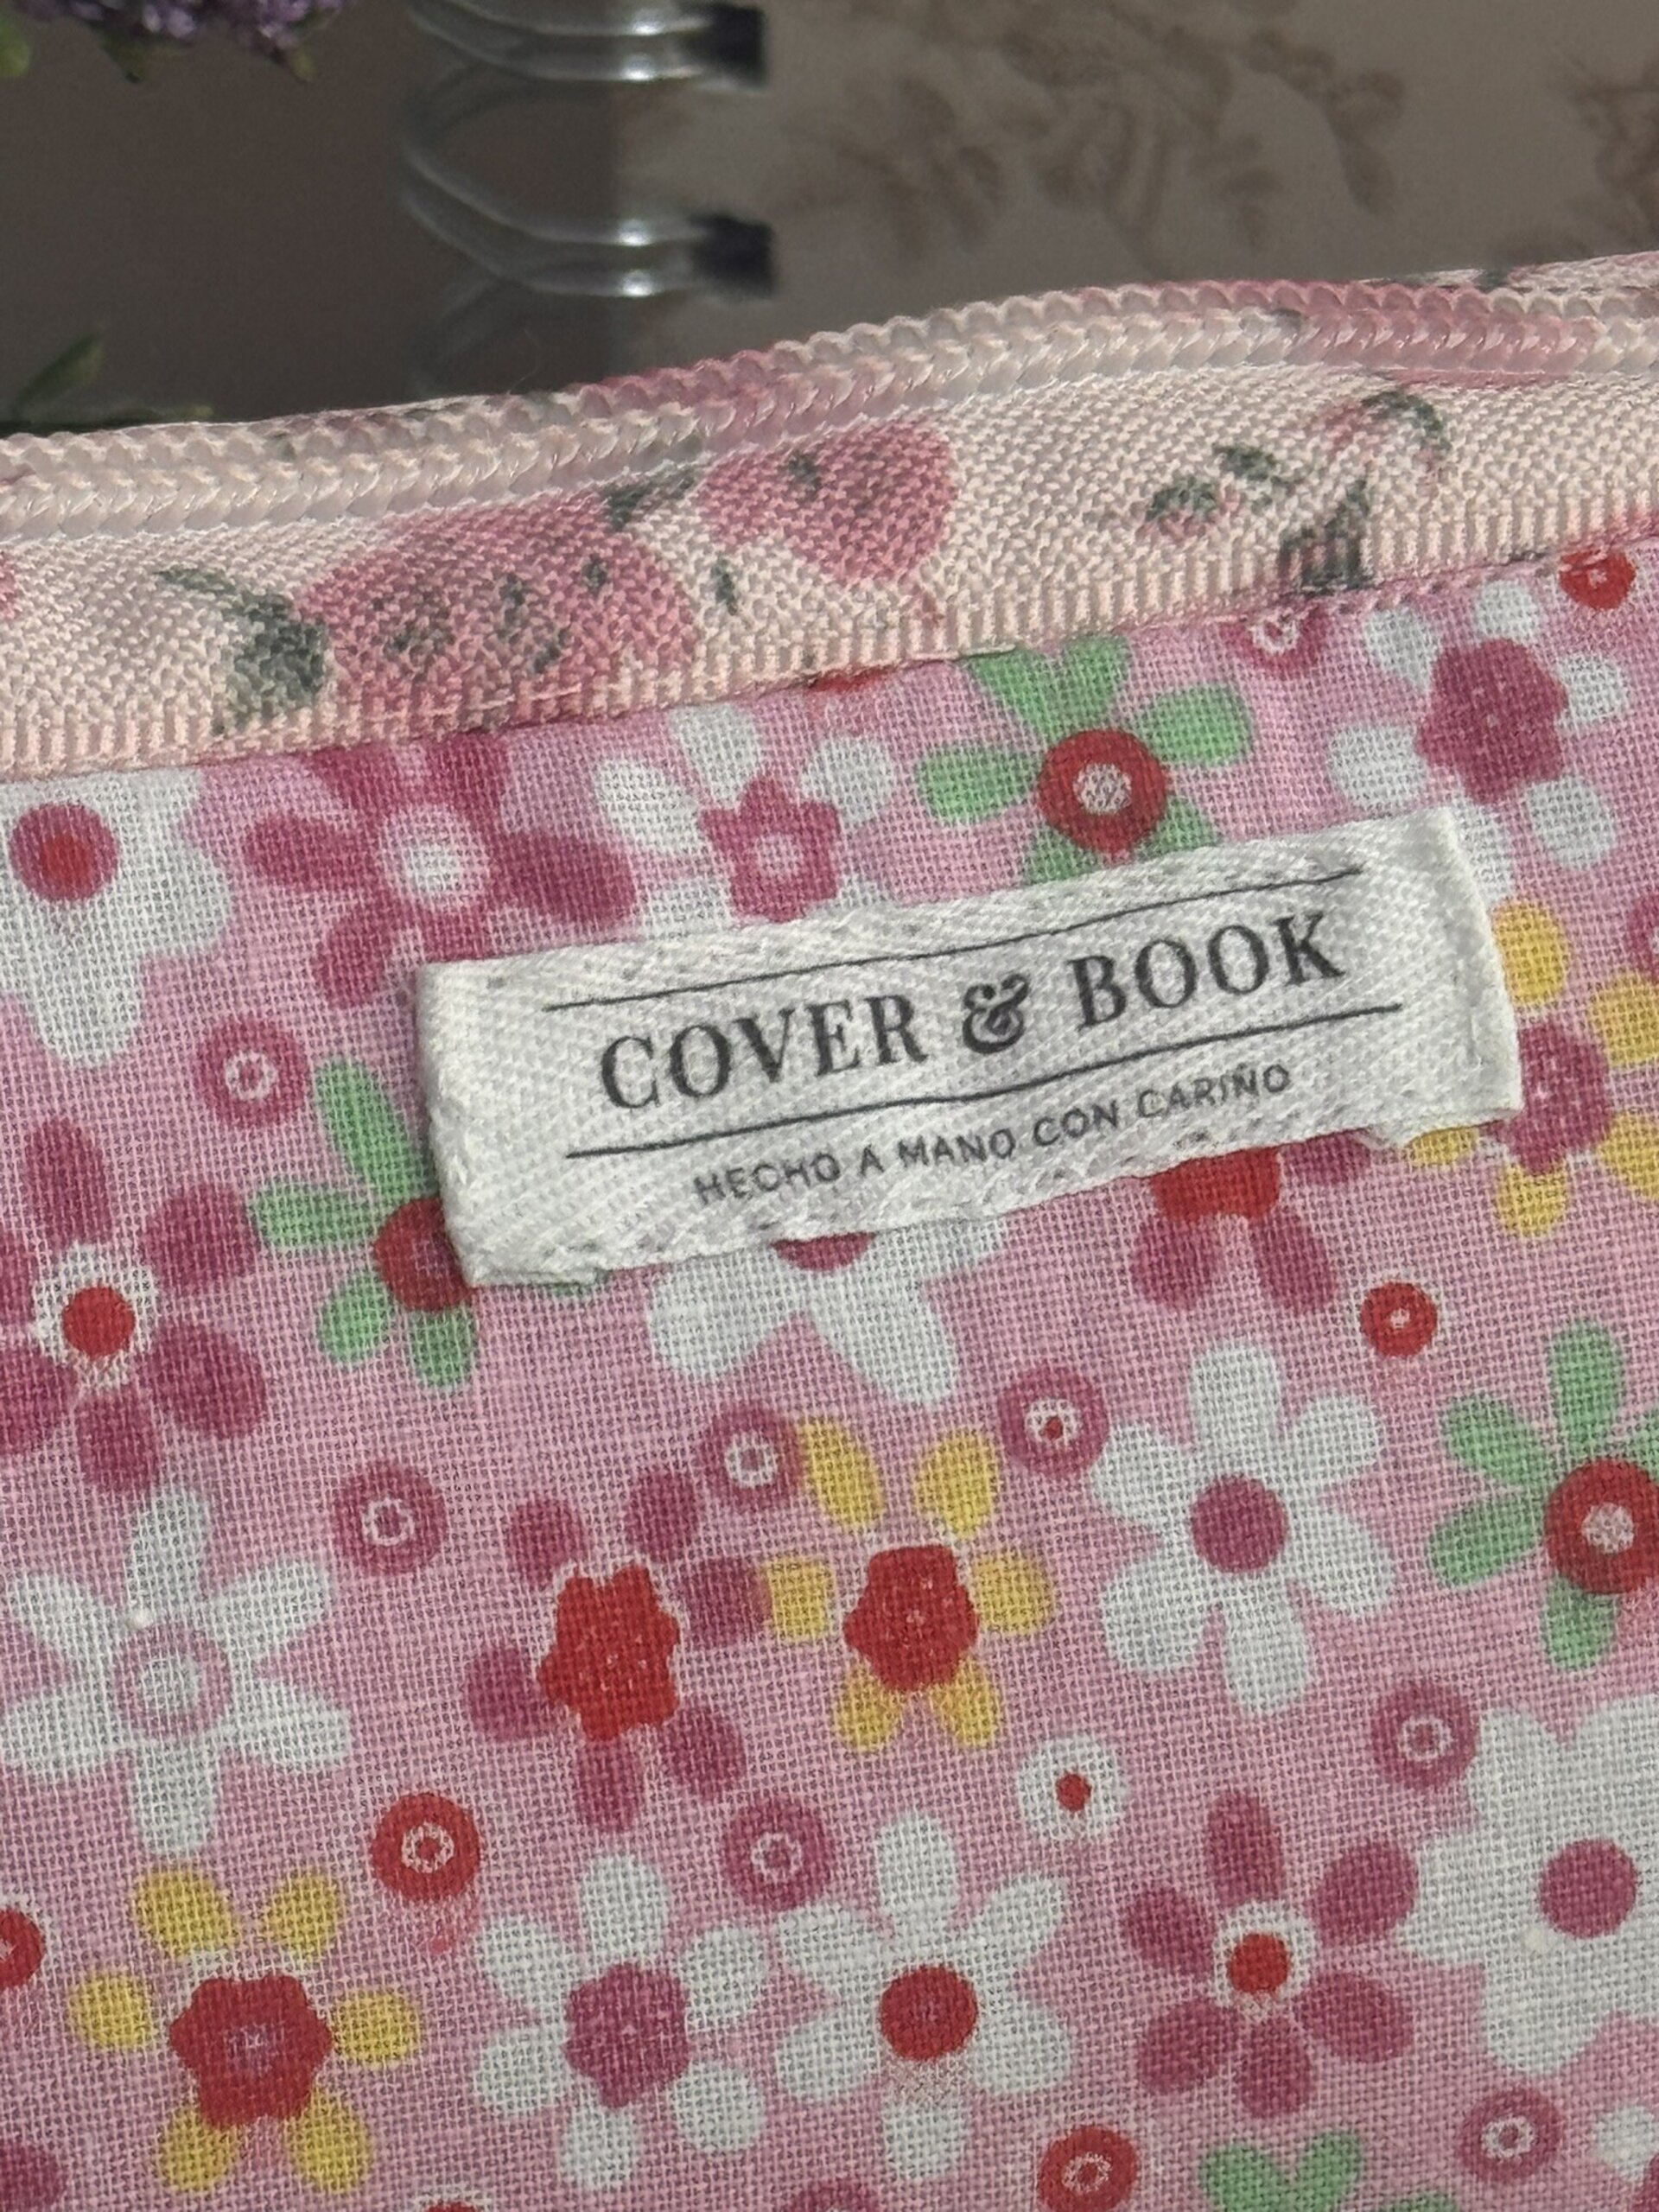 COVER & BOOK
HECHO A MANO CON CARIÑO